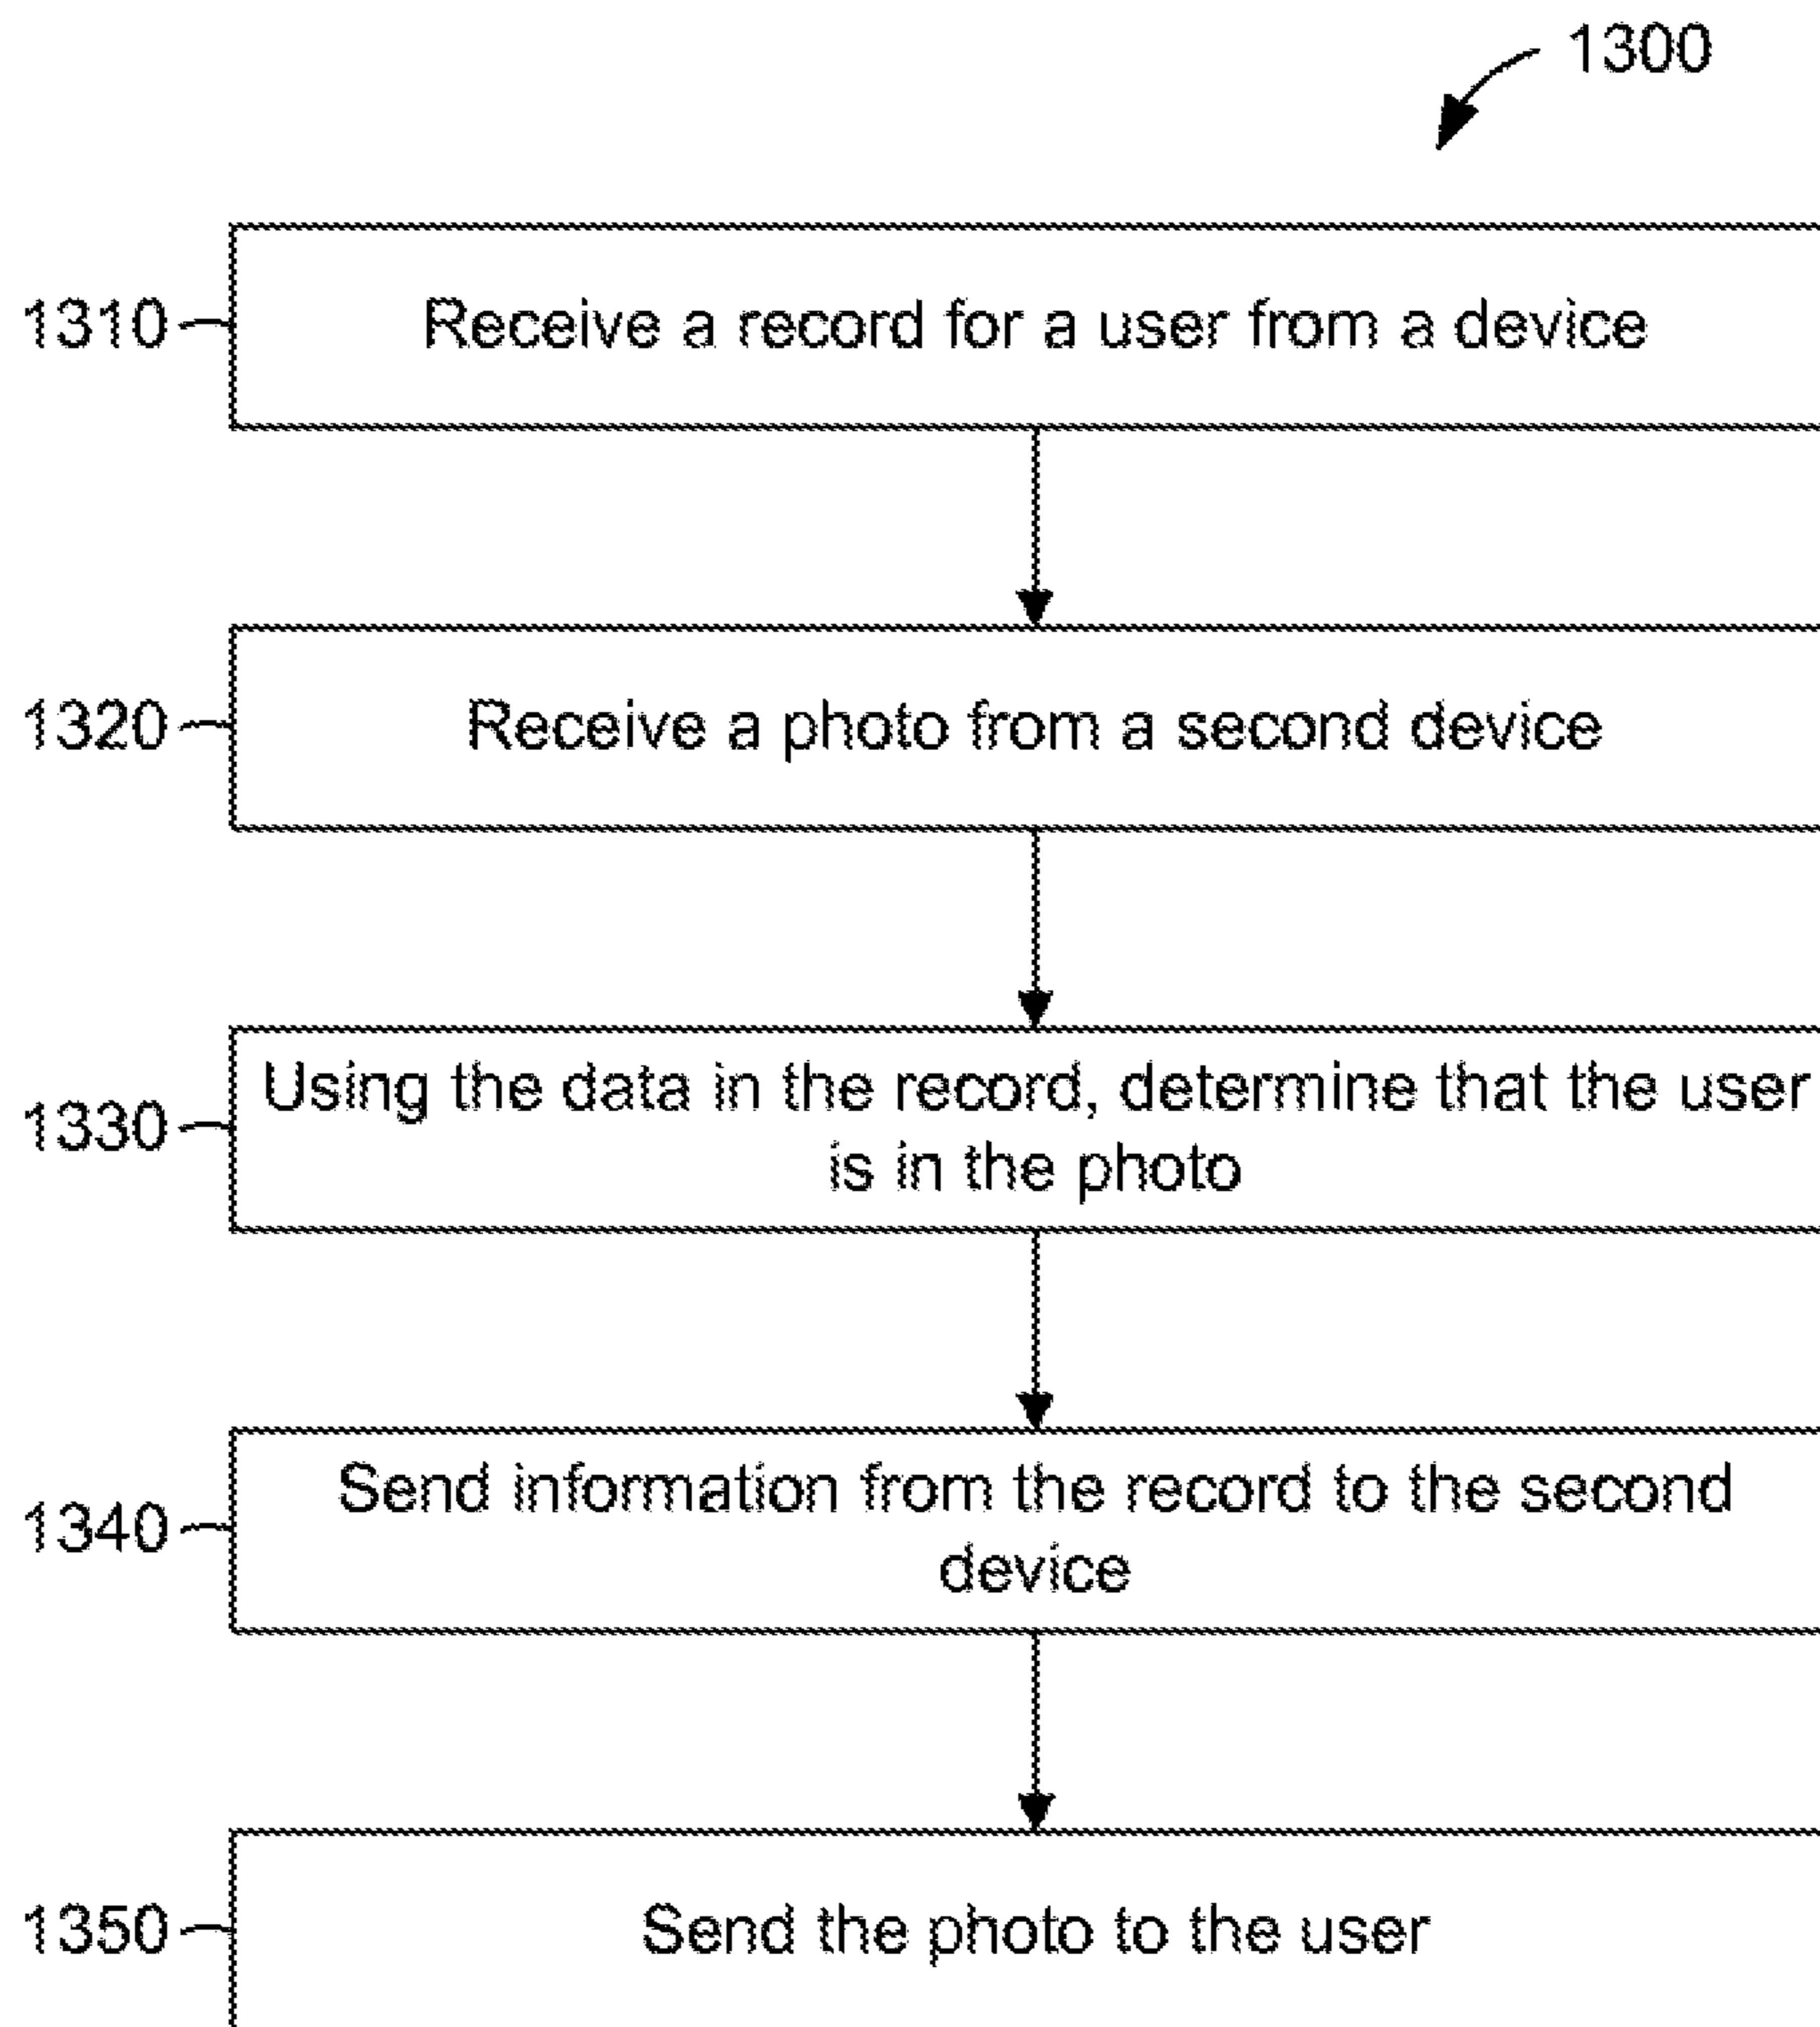 1300
1310
Receive a record for a user from a device
1320
Receive a photo from a second device
1330
Using the data in the record, determine that the user
is in the photo
1340
Send information from the record to the second
device
1350
Send the photo to the user